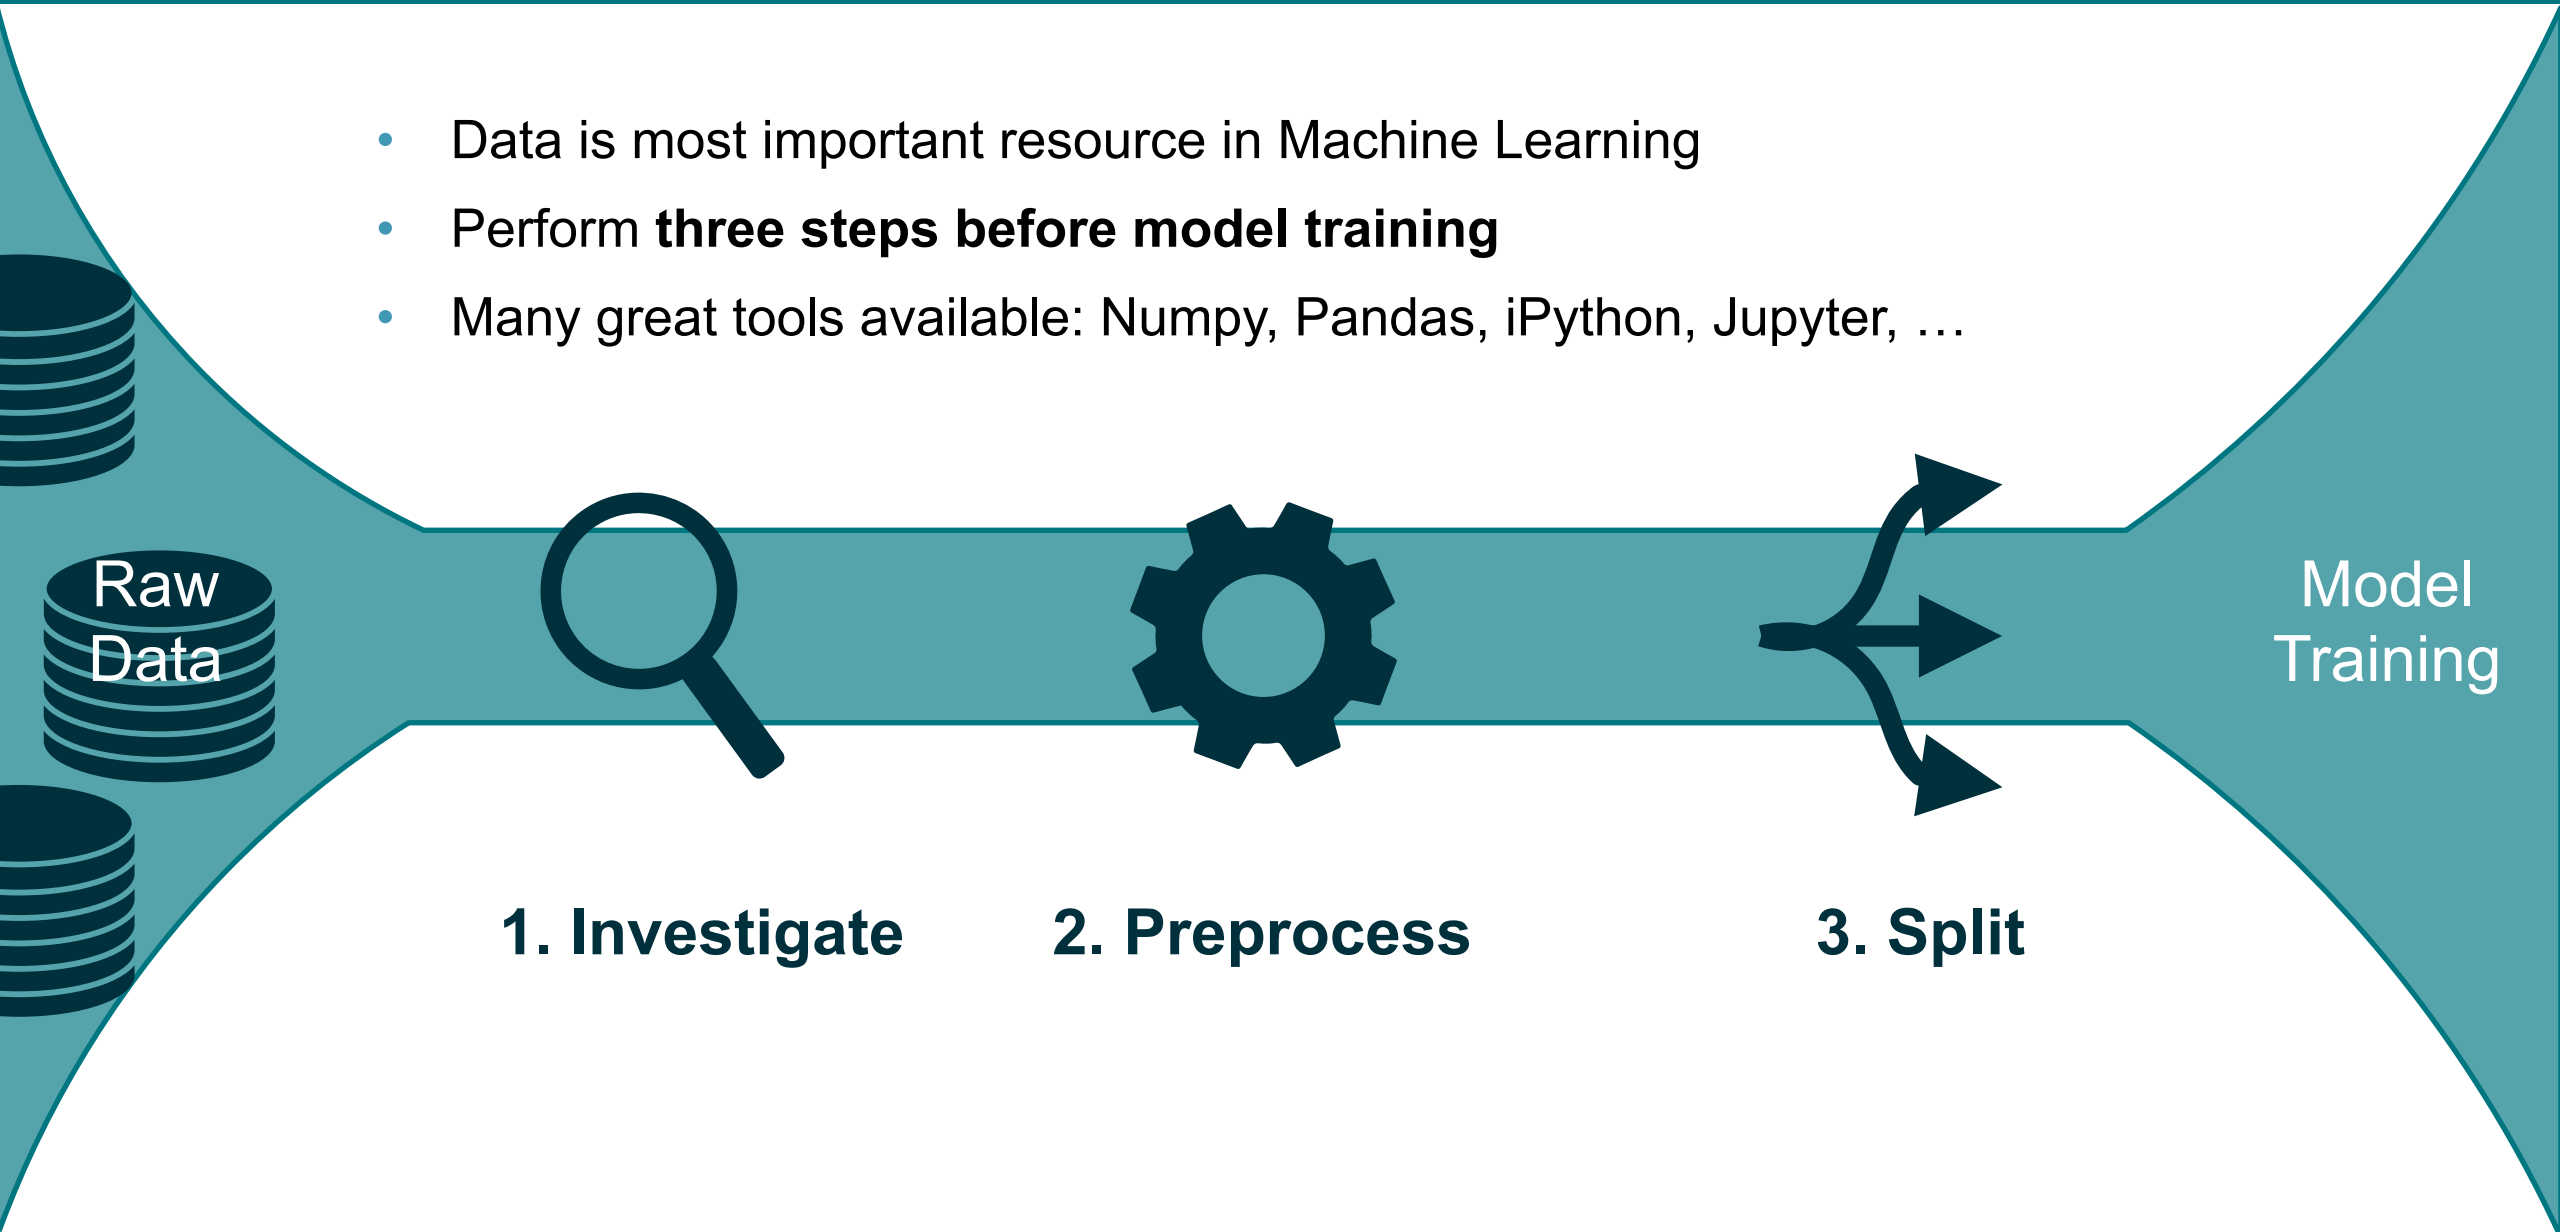 • Data is most important resource in Machine Learning
• Perform three steps before model training
• Many great tools available: Numpy, Pandas, iPython, Jupyter, …
Raw
Data
Model
Training
1. Investigate
2. Preprocess
3. Split